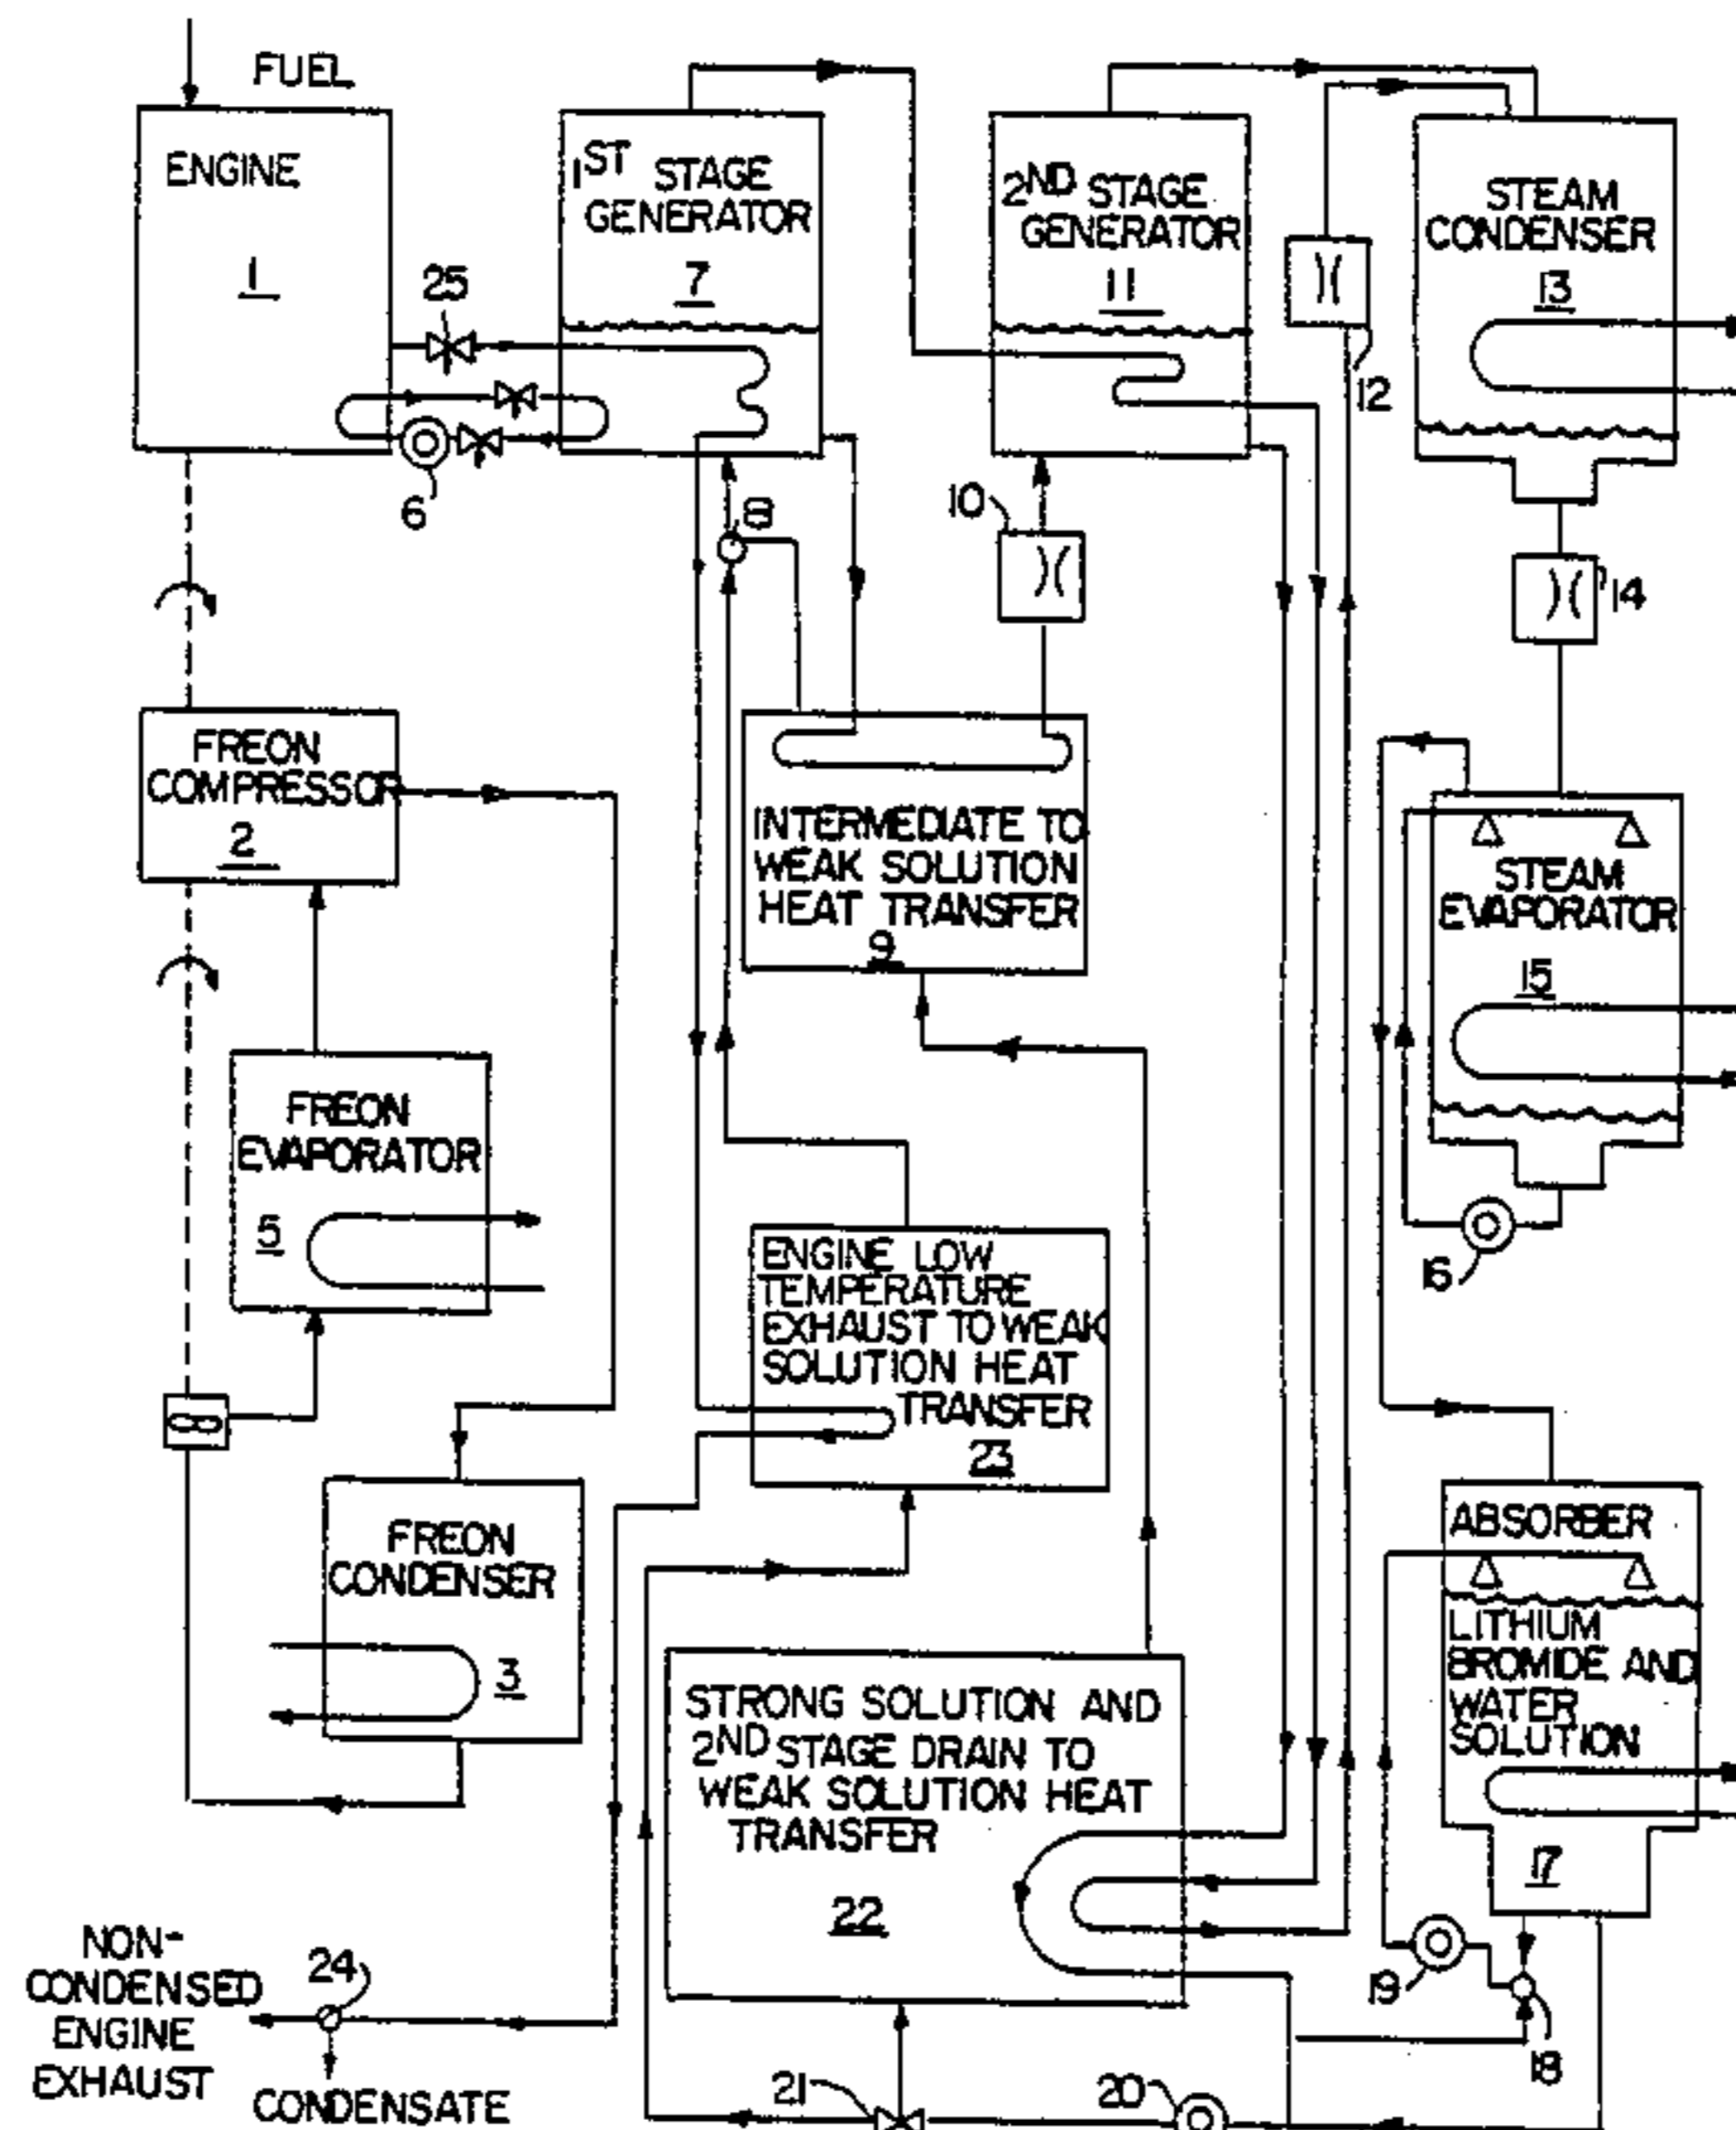 FUEL
ENGINE
1
25
6
1ST STAGE
GENERATOR
7
8
2ND STAGE
GENERATOR
11
10
12
STEAM
CONDENSER
13
14
FREON
COMPRESSOR
2
INTERMEDIATE TO
WEAK SOLUTION
HEAT TRANSFER
9
STEAM
EVAPORATOR
15
16
FREON
EVAPORATOR
5
ENGINE LOW
TEMPERATURE
EXHAUST TO WEAK
SOLUTION HEAT
TRANSFER
23
FREON
CONDENSER
3
ABSORBER
LITHIUM
BROMIDE AND
WATER
SOLUTION
17
STRONG SOLUTION AND
2ND STAGE DRAIN TO
WEAK SOLUTION HEAT
TRANSFER
22
19
18
NON-
CONDENSED
ENGINE
EXHAUST
24
CONDENSATE
21
20